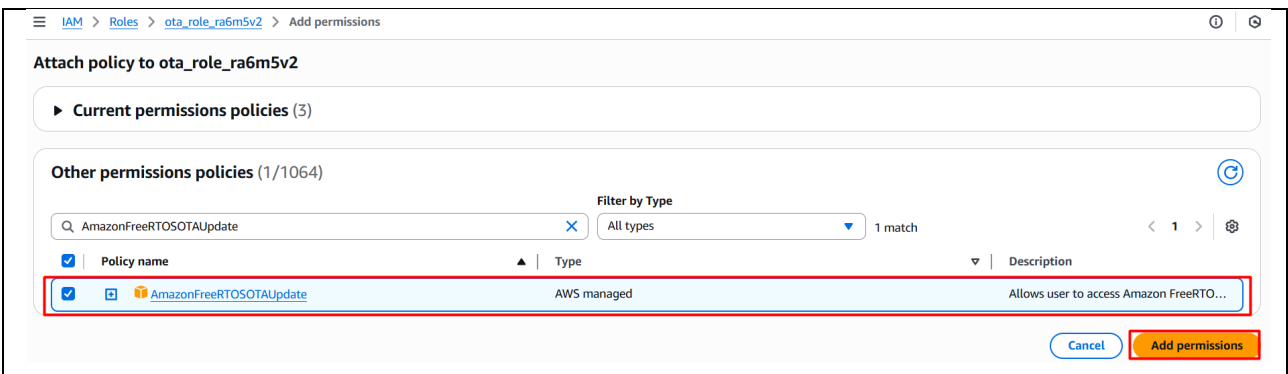 IAM > Roles > ota_role_ra6m5v2 > Add permissions
Attach policy to ota_role_ra6m5v2
Current permissions policies (3)
Other permissions policies (1/1064)
Filter by Type
AmazonFreeRTOSOTAUpdate All types 1 match 1
Policy name Type Description
AmazonFreeRTOSOTAUpdate AWS managed Allows user to access Amazon FreeRTO...
Cancel Add permissions